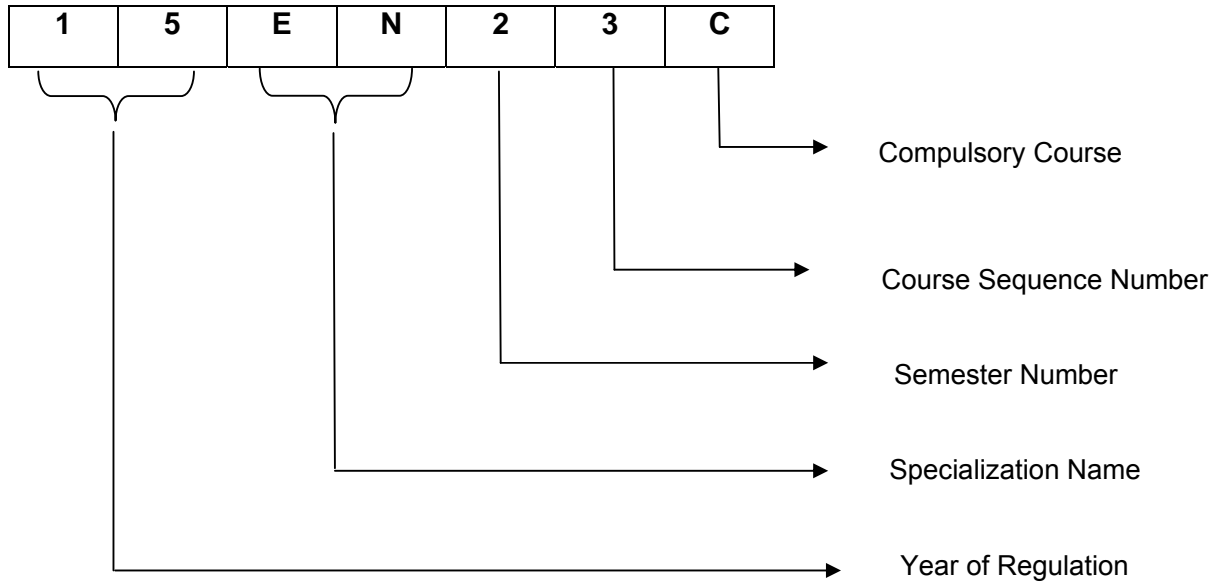 1 5 E N 2 3 C
Compulsory Course
Course Sequence Number
Semester Number
Specialization Name
Year of Regulation